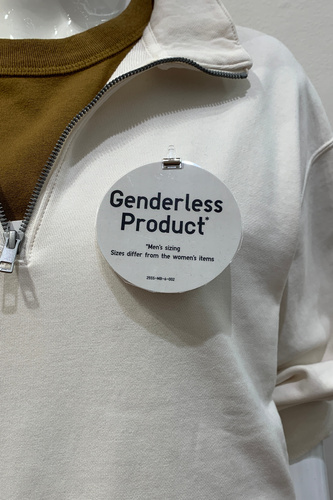 Genderless
Product*
*Men's sizing
Sizes differ from the women's items